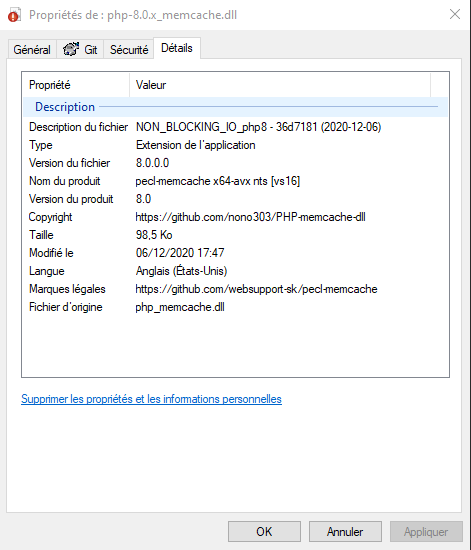 Propriétés de : php-8.0.x_memcache.dll
Général Git Sécurité Détails
Propriété Valeur
Description
Description du fichier NON_BLOCKING_IO_php8 - 36d7181 (2020-12-06)
Type Extension de l'application
Version du fichier 8.0.0.0
Nom du produit pecl-memcache x64-avx nts [vs16]
Version du produit 8.0
Copyright https://github.com/nono303/PHP-memcache-dll
Taille 98,5 Ko
Modifié le 06/12/2020 17:47
Langue Anglais (États-Unis)
Marques légales https://github.com/websupport-sk/pecl-memcache
Fichier d'origine php_memcache.dll
Supprimer les propriétés et les informations personnelles
OK Annuler Appliquer